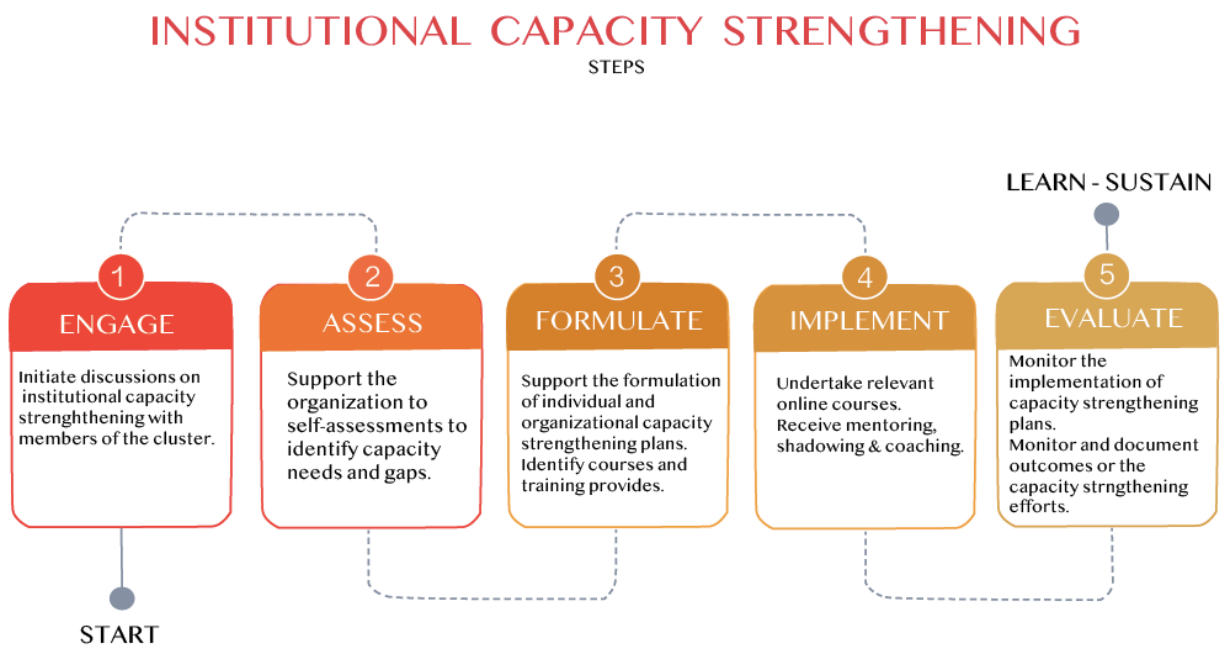 INSTITUTIONAL CAPACITY STRENGTHENING
STEPS
LEARN - SUSTAIN
1
ENGAGE
Initiate discussions on
institutional capacity
strenghthening with
members of the cluster.
START
2
ASSESS
Support the
organization to
self-assessments to
identify capacity
needs and gaps.
3
FORMULATE
Support the formulation
of individual and
organizational capacity
strengthening plans.
Identify courses and
training provides.
4
IMPLEMENT
Undertake relevant
online courses.
Receive mentoring,
shadowing & coaching.
5
EVALUATE
Monitor the
implementation of
capacity strengthening
plans.
Monitor and document
outcomes or the
capacity strngthening
efforts.